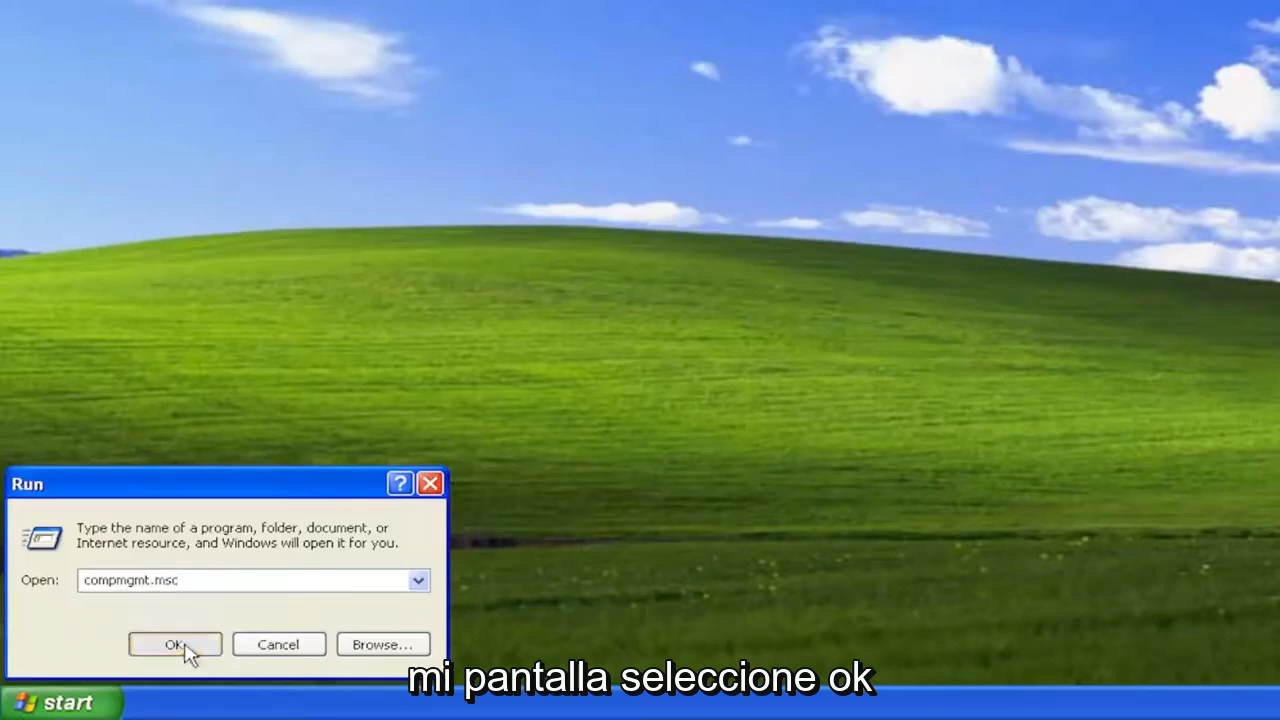 Run
Type the name of a program, folder, document, or
Internet resource, and Windows will open it for you.
Open: compmgmt.msc
OK Cancel Browse...
mi pantalla seleccione ok
start